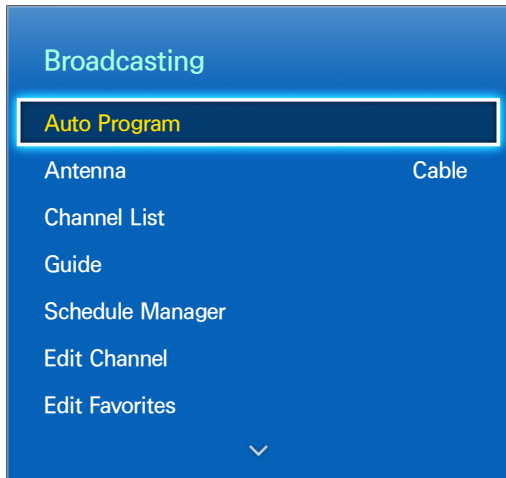 Broadcasting
Auto Program
Antenna Cable
Channel List
Guide
Schedule Manager
Edit Channel
Edit Favorites